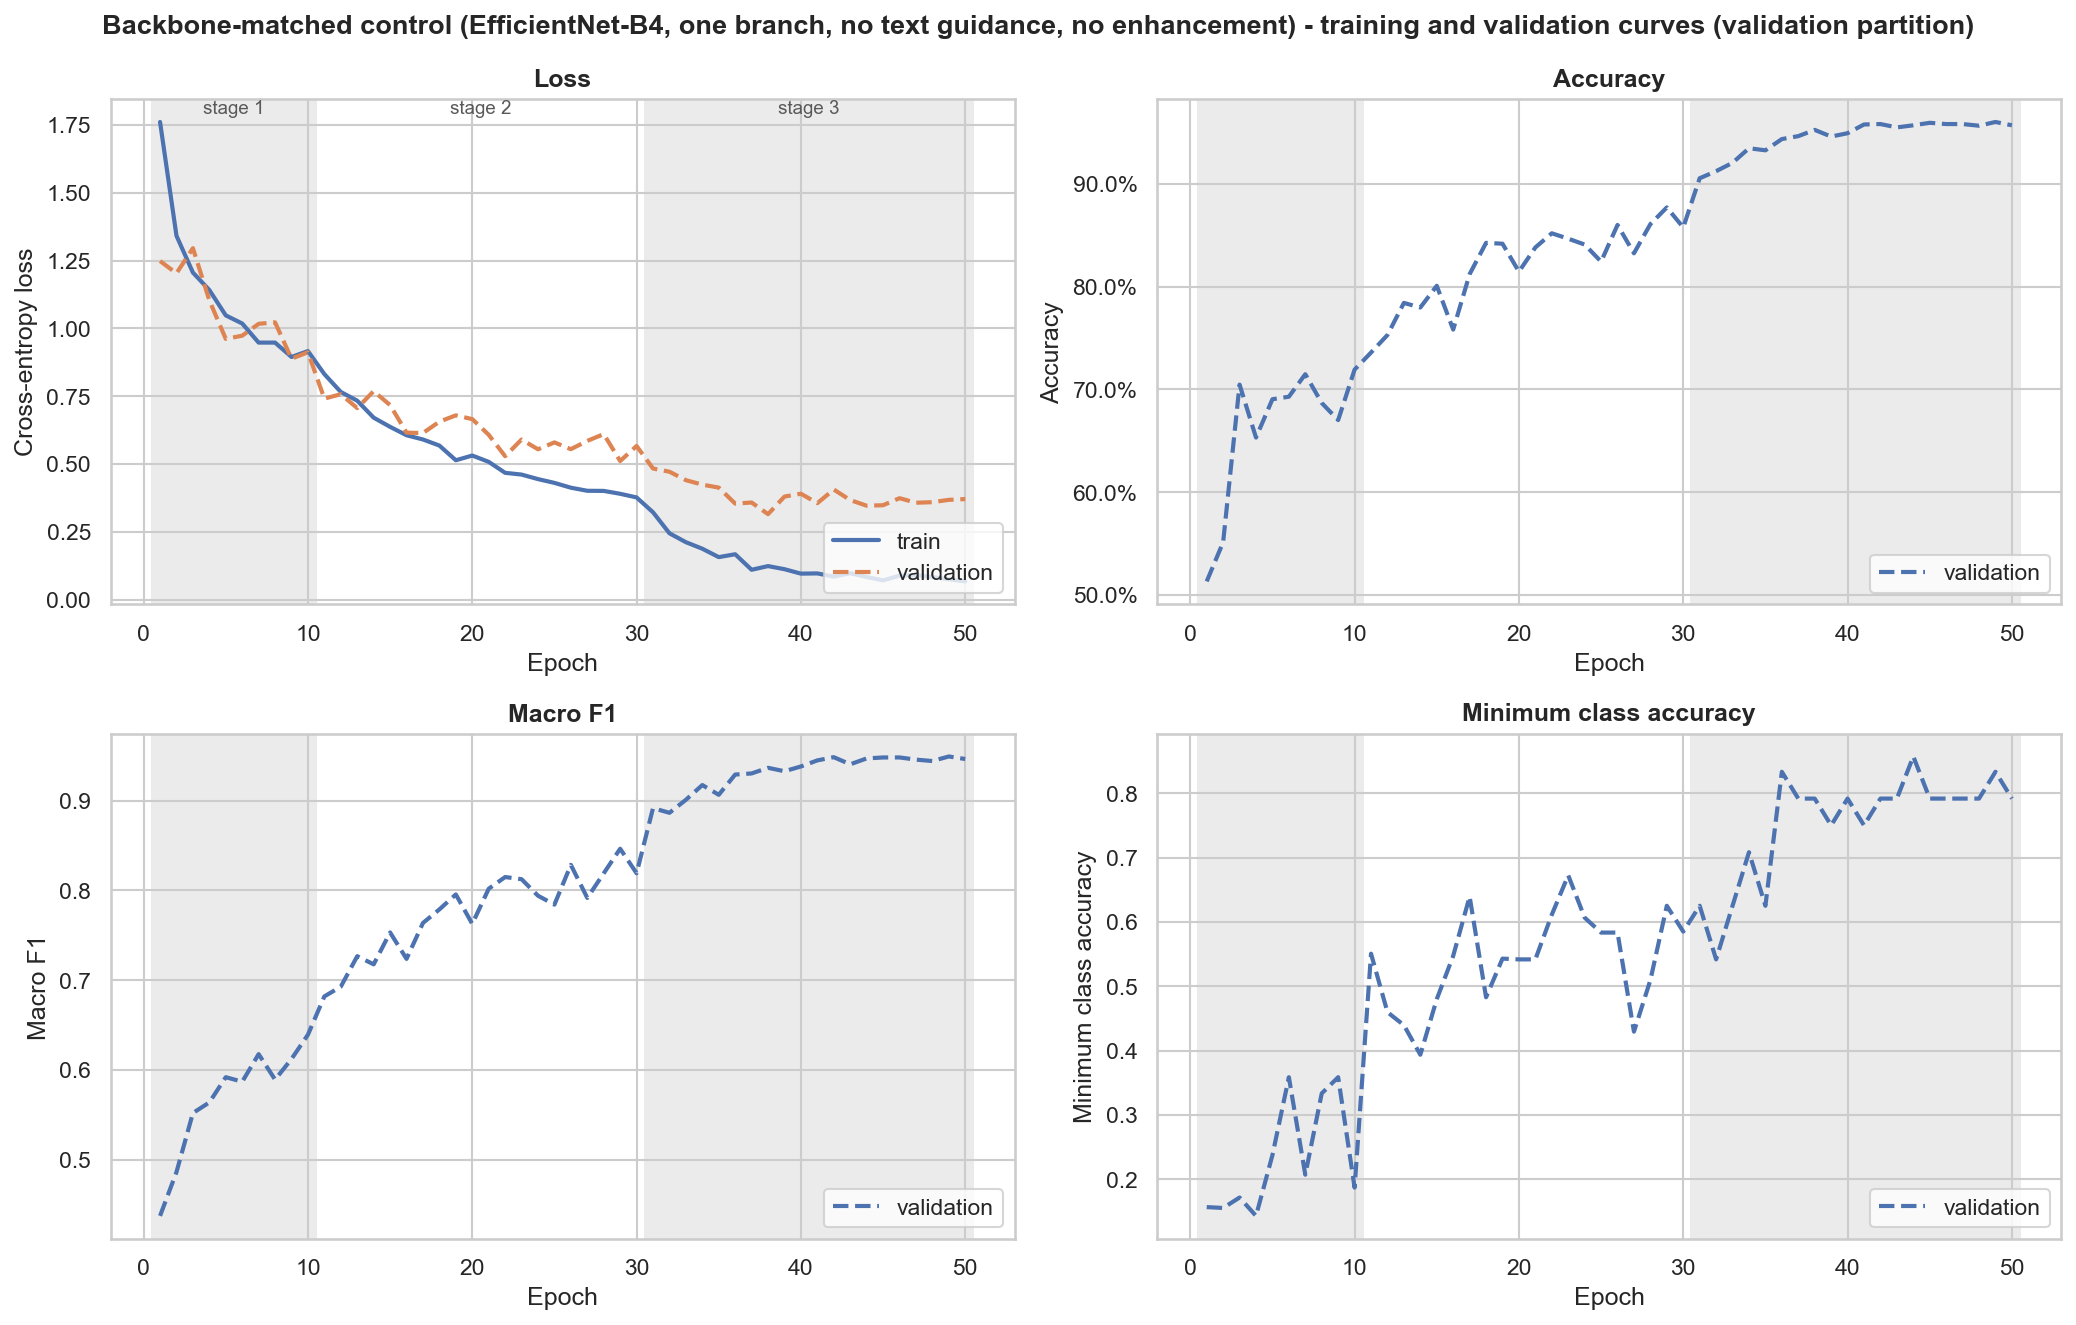 Backbone-matched control (EfficientNet-B4, one branch, no text guidance, no enhancement) - training and validation curves (validation partition)
Loss
stage 1
stage 2
stage 3
1.75
1.50
1.25
1.00
0.75
0.50
0.25
0.00
Cross-entropy loss
train
validation
0
10
20
30
40
50
Epoch
Accuracy
90.0%
80.0%
70.0%
60.0%
50.0%
Accuracy
validation
0
10
20
30
40
50
Epoch
Macro F1
0.9
0.8
0.7
0.6
0.5
Macro F1
validation
0
10
20
30
40
50
Epoch
Minimum class accuracy
0.8
0.7
0.6
0.5
0.4
0.3
0.2
Minimum class accuracy
validation
0
10
20
30
40
50
Epoch